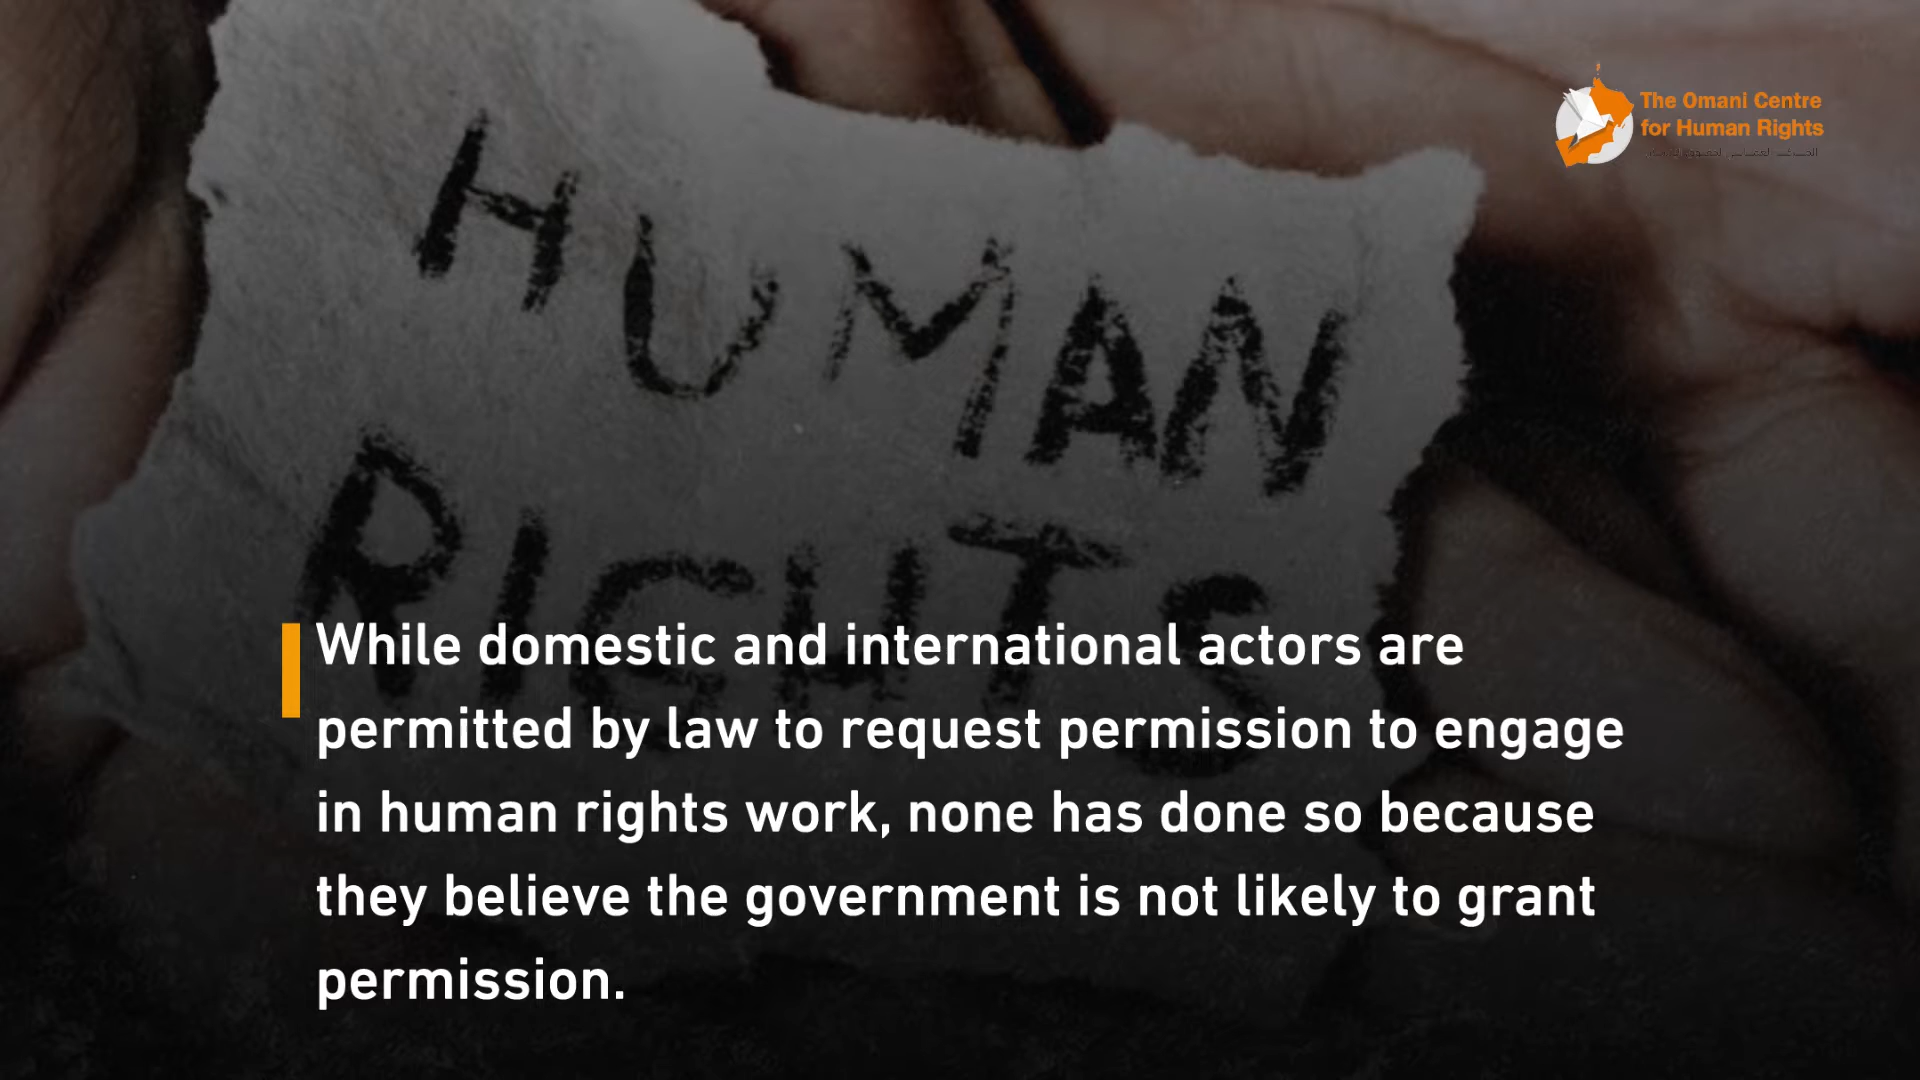 The Omani Centre
for Human Rights
HUMAN
RIGHTS
While domestic and international actors are
permitted by law to request permission to engage
in human rights work, none has done so because
they believe the government is not likely to grant
permission.